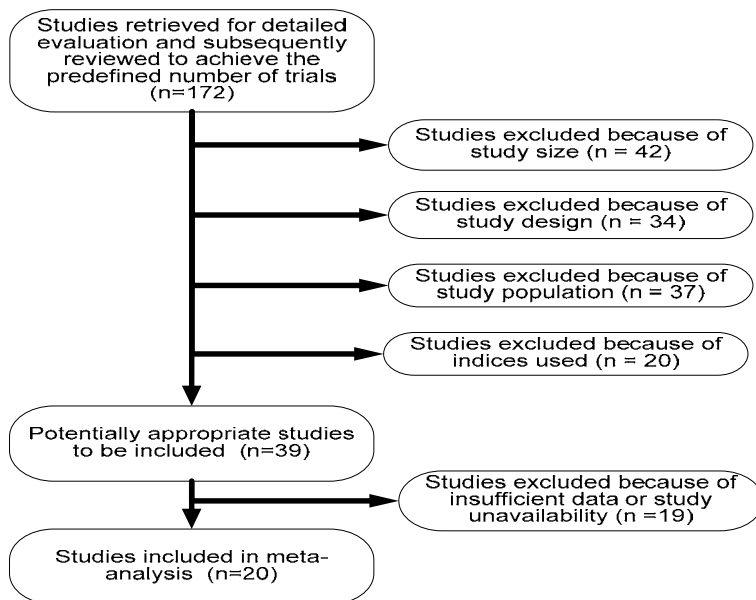 Studies retrieved for detailed
evaluation and subsequently
reviewed to achieve the
predefined number of trials
(n=172)
Studies excluded because of
study size (n = 42)
Studies excluded because of
study design (n = 34)
Studies excluded because of
study population (n = 37)
Studies excluded because of
indices used (n = 20)
Potentially appropriate studies
to be included (n=39)
Studies excluded because of
insufficient data or study
unavailability (n =19)
Studies included in meta-
analysis (n=20)